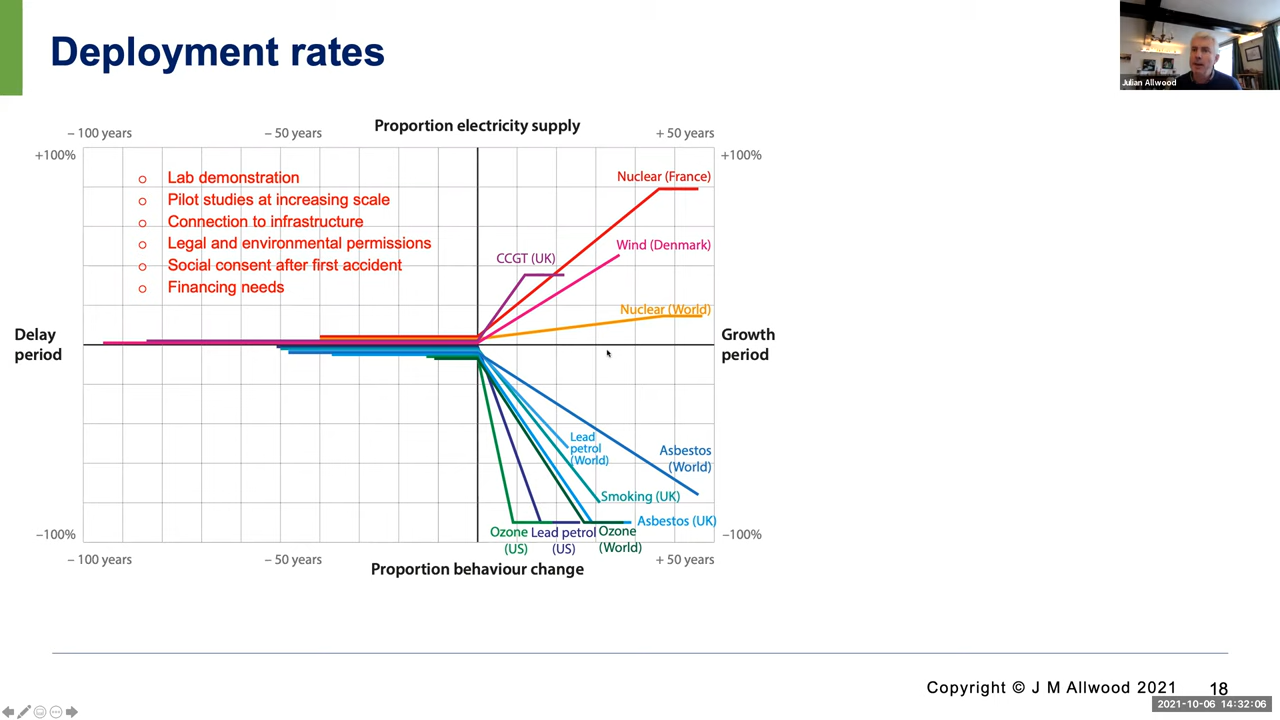 Deployment rates
Julian Allwood
– 100 years
– 50 years
Proportion electricity supply
+ 50 years
+100%
+100%
Lab demonstration
Pilot studies at increasing scale
Connection to infrastructure
Legal and environmental permissions
Social consent after first accident
Financing needs
Nuclear (France)
Wind (Denmark)
CCGT (UK)
Nuclear (World)
Delay
period
Growth
period
Lead
petrol
(World)
Asbestos
(World)
Smoking (UK)
Asbestos (UK)
Ozone
(US)
Lead petrol
(US)
Ozone
(World)
–100%
–100%
– 100 years
– 50 years
Proportion behaviour change
+ 50 years
Copyright © J M Allwood 2021
18
2021-10-06 14:32:06